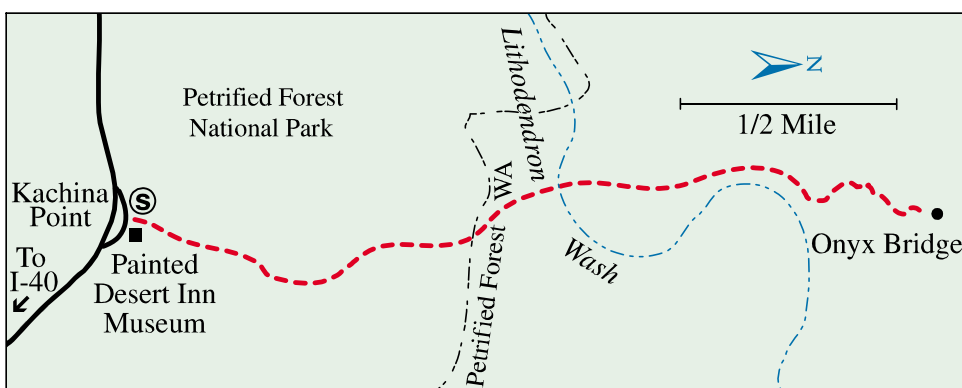 Petrified Forest
National Park
Kachina
Point
S
To
I-40
Painted
Desert Inn
Museum
Lithodendron
Wash
Petrified Forest WA
N
1/2 Mile
Onyx Bridge